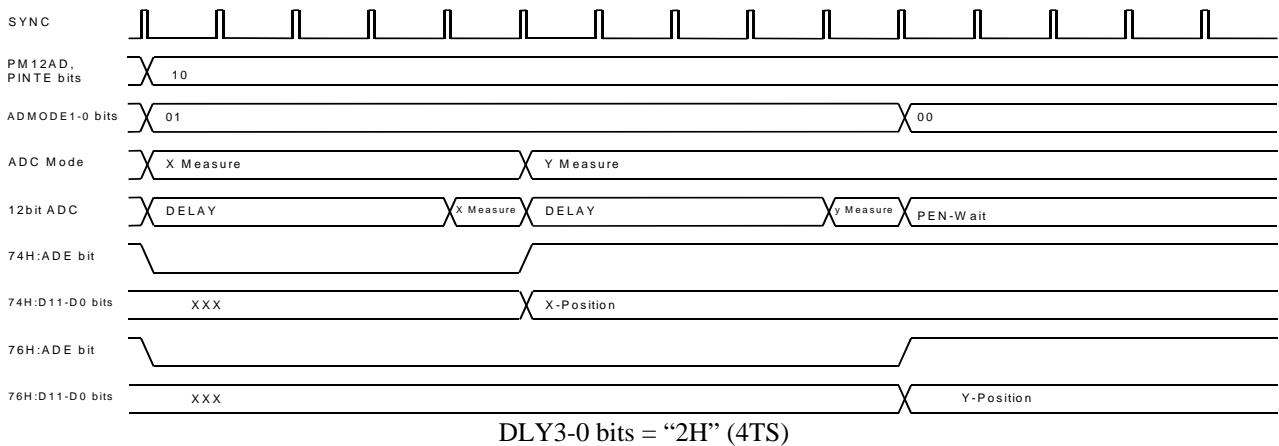 SYNC
PM12AD,
PINTE bits
10
ADMODE1-0 bits
01
00
ADC Mode
X Measure
Y Measure
12bit ADC
DELAY
X Measure
DELAY
y Measure
PEN-Wait
74H:ADE bit
74H:D11-D0 bits
XXX
X-Position
76H:ADE bit
76H:D11-D0 bits
XXX
Y-Position
DLY3-0 bits = “2H” (4TS)